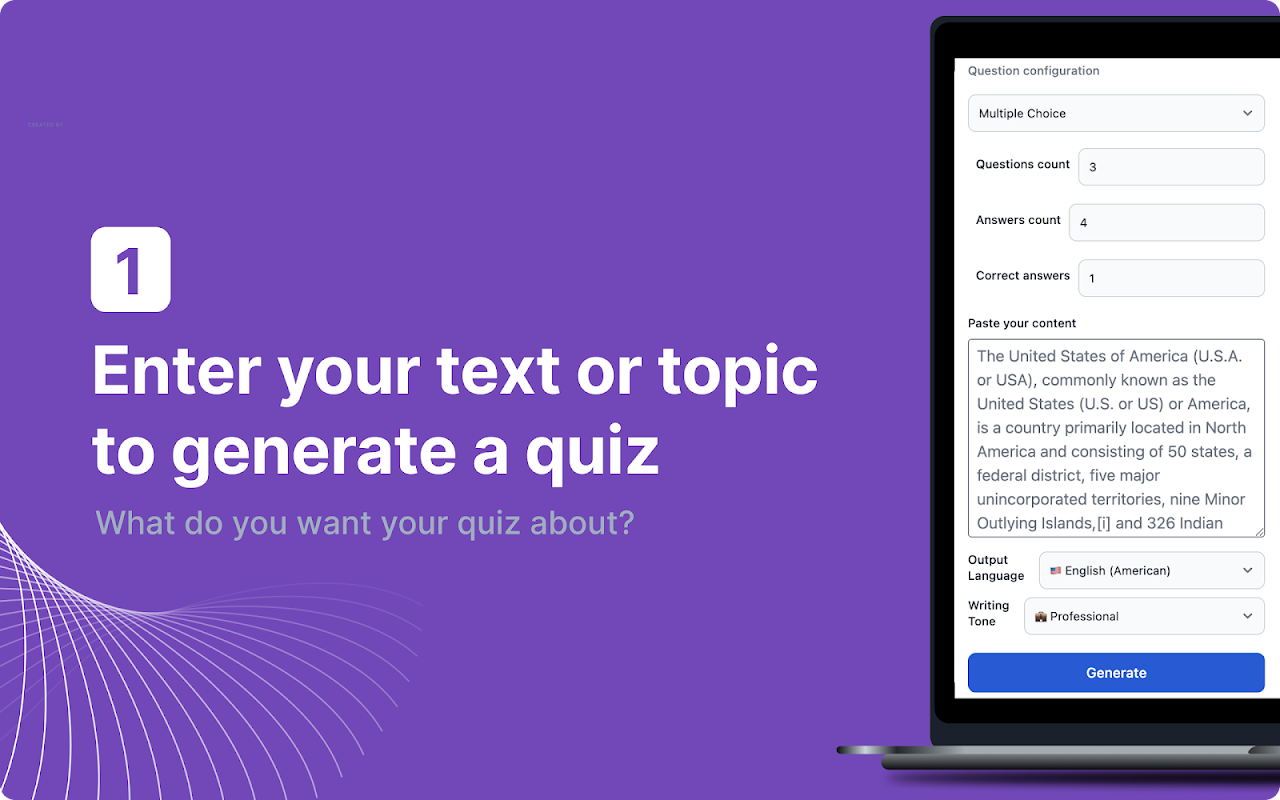 CREATED BY
1
Enter your text or topic
to generate a quiz
What do you want your quiz about?
Question configuration
Multiple Choice
Questions count
3
Answers count
4
Correct answers
1
Paste your content
The United States of America (U.S.A.
or USA), commonly known as the
United States (U.S. or US) or America,
is a country primarily located in North
America and consisting of 50 states, a
federal district, five major
unincorporated territories, nine Minor
Outlying Islands,[i] and 326 Indian
Output
Language
English (American)
Writing
Tone
Professional
Generate